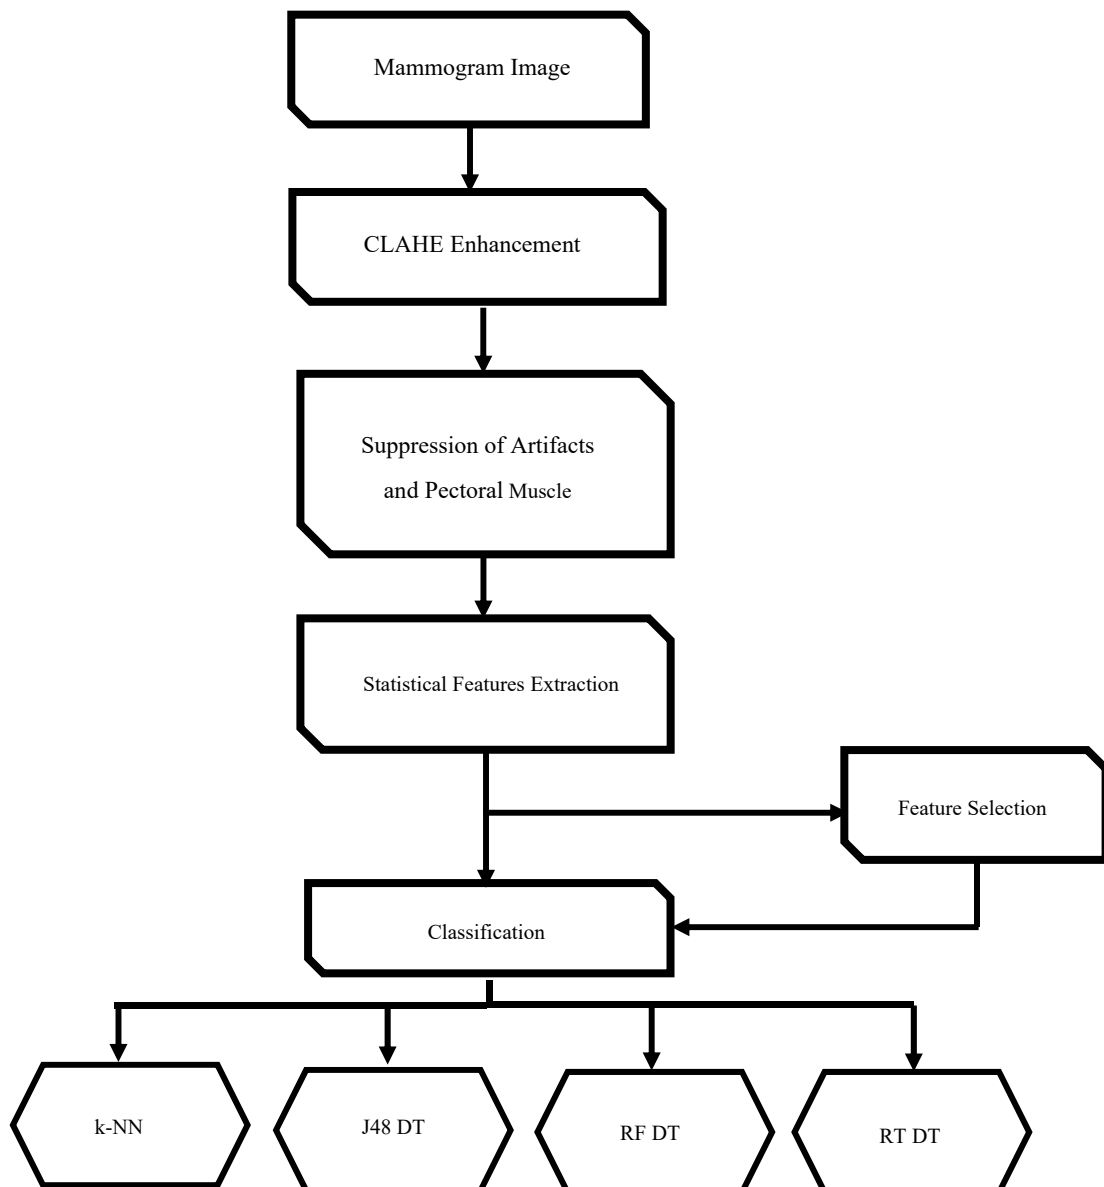 Mammogram Image
CLAHE Enhancement
Suppression of Artifacts
and Pectoral Muscle
Statistical Features Extraction
Feature Selection
Classification
k-NN
J48 DT
RF DT
RT DT